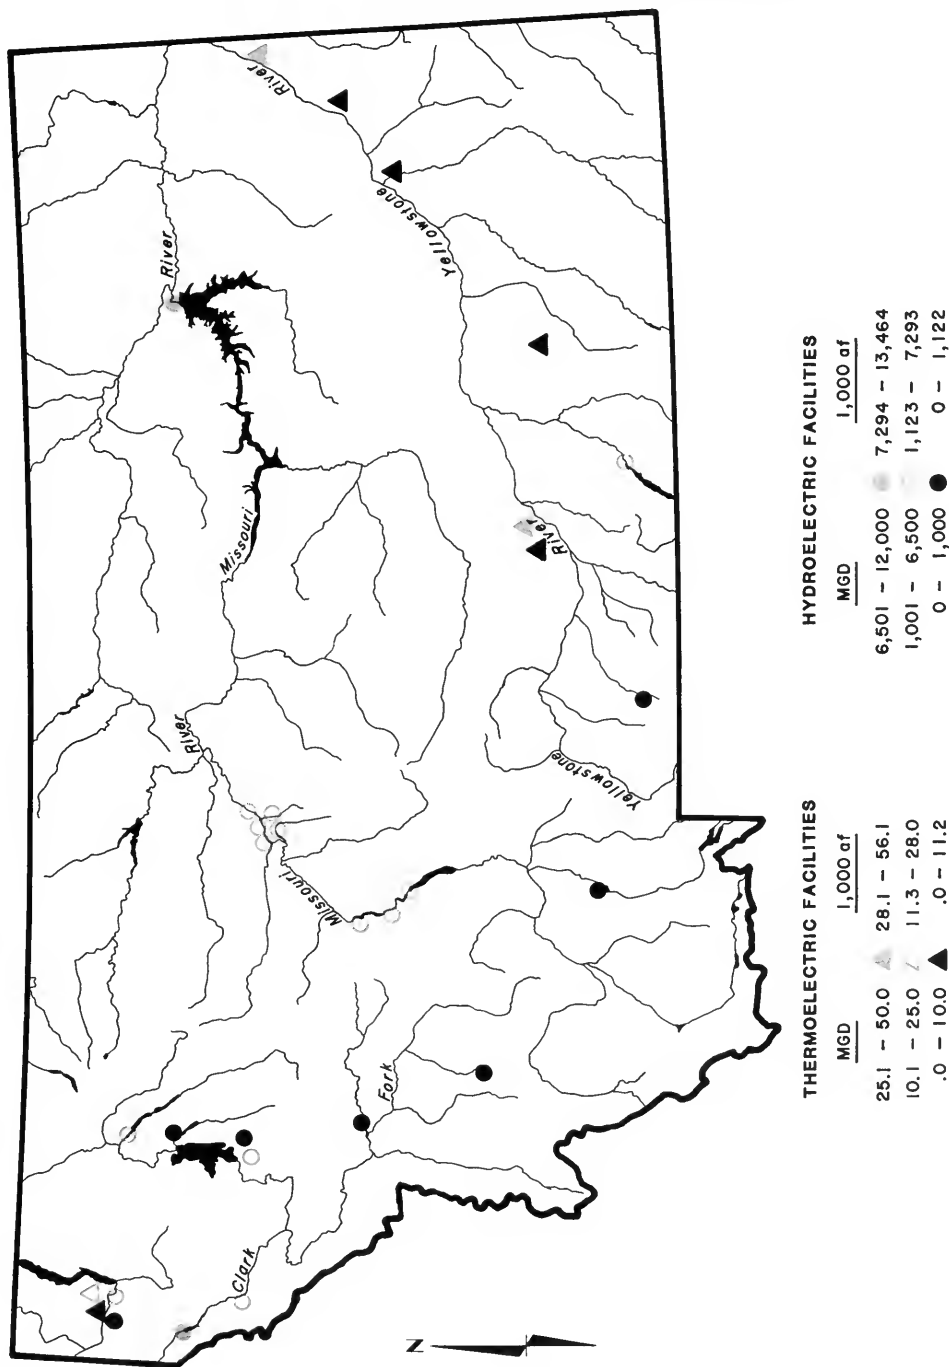 River
River
Yellowstone
River
Missouri
River
Missouri
Yellowstone
Fork
Clark
N
THERMOELECTRIC FACILITIES
MGD 1,000 af
25.1 - 50.0 28.1 - 56.1
10.1 - 25.0 11.3 - 28.0
.0 - 10.0 .0 - 11.2
HYDROELECTRIC FACILITIES
MGD 1,000 af
6,501 - 12,000 7,294 - 13,464
1,001 - 6,500 1,123 - 7,293
0 - 1,000 0 - 1,122
River